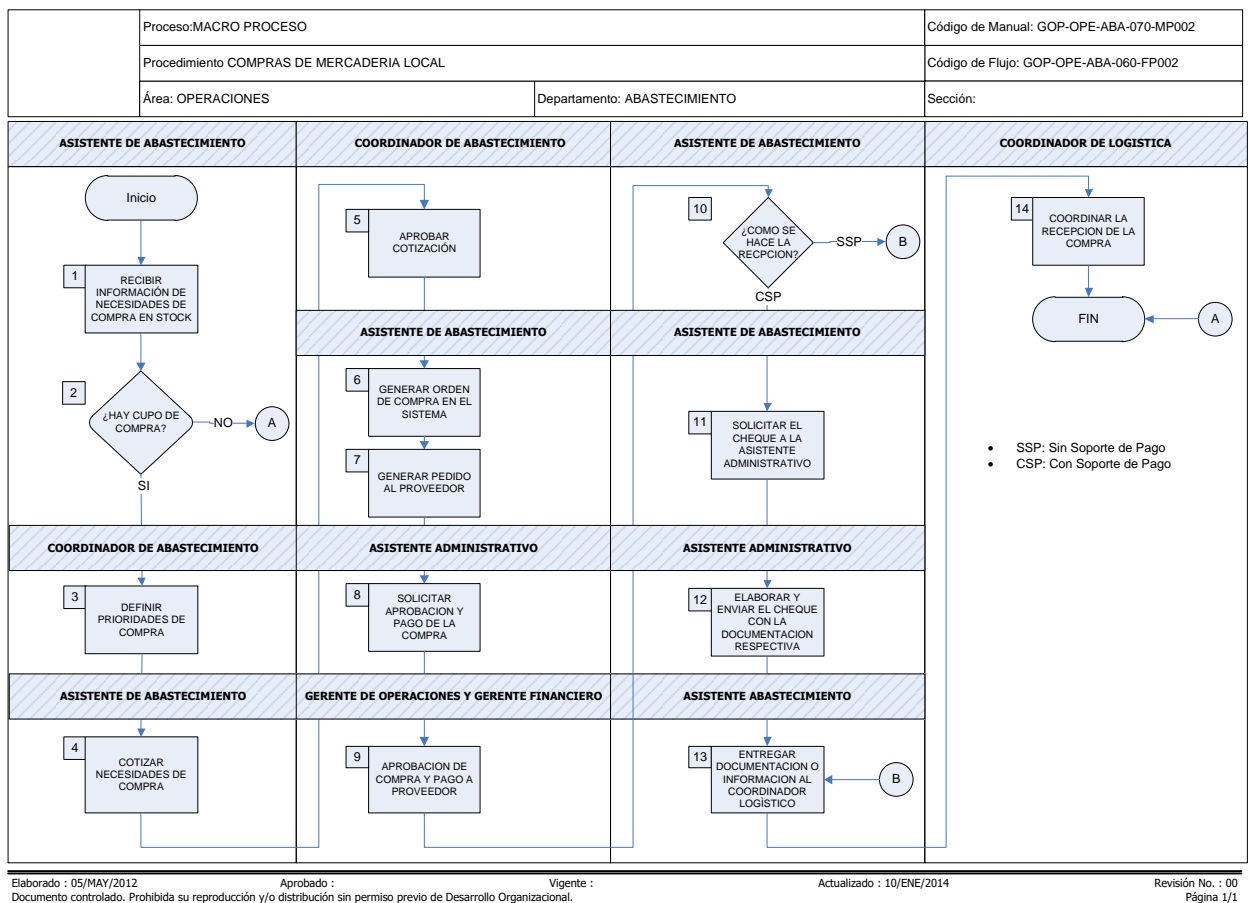 Proceso:MACRO PROCESO
Código de Manual: GOP-OPE-ABA-070-MP002
Procedimiento COMPRAS DE MERCADERIA LOCAL
Código de Flujo: GOP-OPE-ABA-060-FP002
Área: OPERACIONES
Departamento: ABASTECIMIENTO
Sección:
ASISTENTE DE ABASTECIMIENTO
Inicio
1
RECIBIR
INFORMACIÓN DE
NECESIDADES DE
COMPRA EN STOCK
2
¿HAY CUPO DE
COMPRA?
NO
A
SI
COORDINADOR DE ABASTECIMIENTO
3
DEFINIR
PRIORIDADES DE
COMPRA
ASISTENTE DE ABASTECIMIENTO
4
COTIZAR
NECESIDADES DE
COMPRA
COORDINADOR DE ABASTECIMIENTO
5
APROBAR
COTIZACIÓN
ASISTENTE DE ABASTECIMIENTO
6
GENERAR ORDEN
DE COMPRA EN EL
SISTEMA
7
GENERAR PEDIDO
AL PROVEEDOR
ASISTENTE ADMINISTRATIVO
8
SOLICITAR
APROBACION Y
PAGO DE LA
COMPRA
GERENTE DE OPERACIONES Y GERENTE FINANCIERO
9
APROBACION DE
COMPRA Y PAGO A
PROVEEDOR
ASISTENTE DE ABASTECIMIENTO
10
¿COMO SE
HACE LA
RECPCION?
SSP
B
CSP
ASISTENTE DE ABASTECIMIENTO
11
SOLICITAR EL
CHEQUE A LA
ASISTENTE
ADMINISTRATIVO
ASISTENTE ADMINISTRATIVO
12
ELABORAR Y
ENVIAR EL CHEQUE
CON LA
DOCUMENTACION
RESPECTIVA
ASISTENTE ABASTECIMIENTO
13
ENTREGAR
DOCUMENTACION O
INFORMACION AL
COORDINADOR
LOGÌSTICO
B
COORDINADOR DE LOGISTICA
14
COORDINAR LA
RECEPCION DE LA
COMPRA
FIN
A
• SSP: Sin Soporte de Pago
• CSP: Con Soporte de Pago
Elaborado : 05/MAY/2012
Aprobado :
Vigente :
Actualizado : 10/ENE/2014
Revisión No. : 00
Documento controlado. Prohibida su reproducción y/o distribución sin permiso previo de Desarrollo Organizacional.
Página 1/1